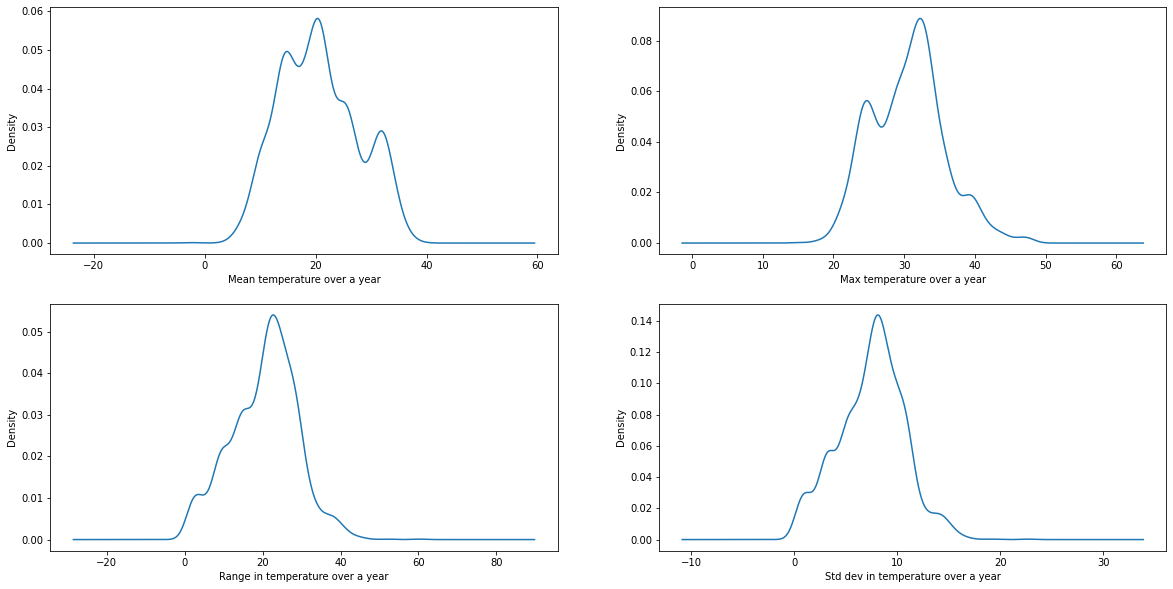 0.06
0.05
0.04
0.03
0.02
0.01
0.00
Density
−20 0 20 40 60
Mean temperature over a year
0.08
0.06
0.04
0.02
0.00
Density
0 10 20 30 40 50 60
Max temperature over a year
0.05
0.04
0.03
0.02
0.01
0.00
Density
−20 0 20 40 60 80
Range in temperature over a year
0.14
0.12
0.10
0.08
0.06
0.04
0.02
0.00
Density
−10 0 10 20 30
Std dev in temperature over a year